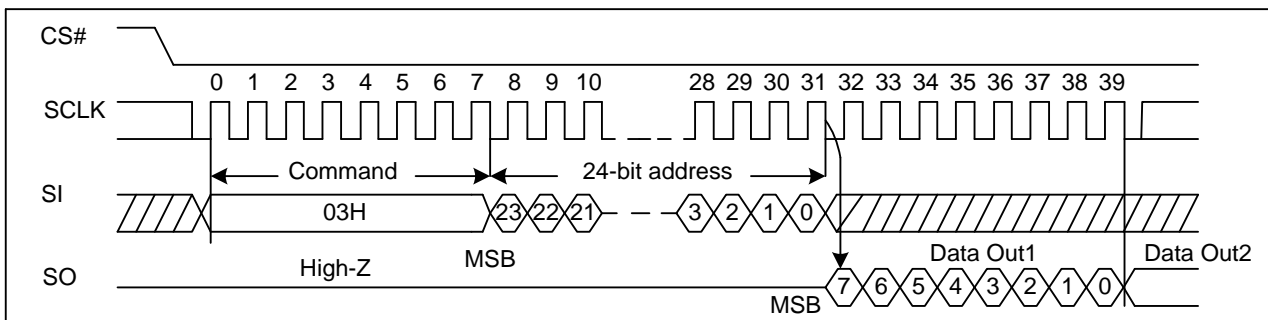 CS#
0 1 2 3 4 5 6 7 8 9 10 28 29 30 31 32 33 34 35 36 37 38 39
SCLK
Command 24-bit address
SI
03H 23 22 21 3 2 1 0
High-Z MSB Data Out1 Data Out2
SO
MSB 7 6 5 4 3 2 1 0